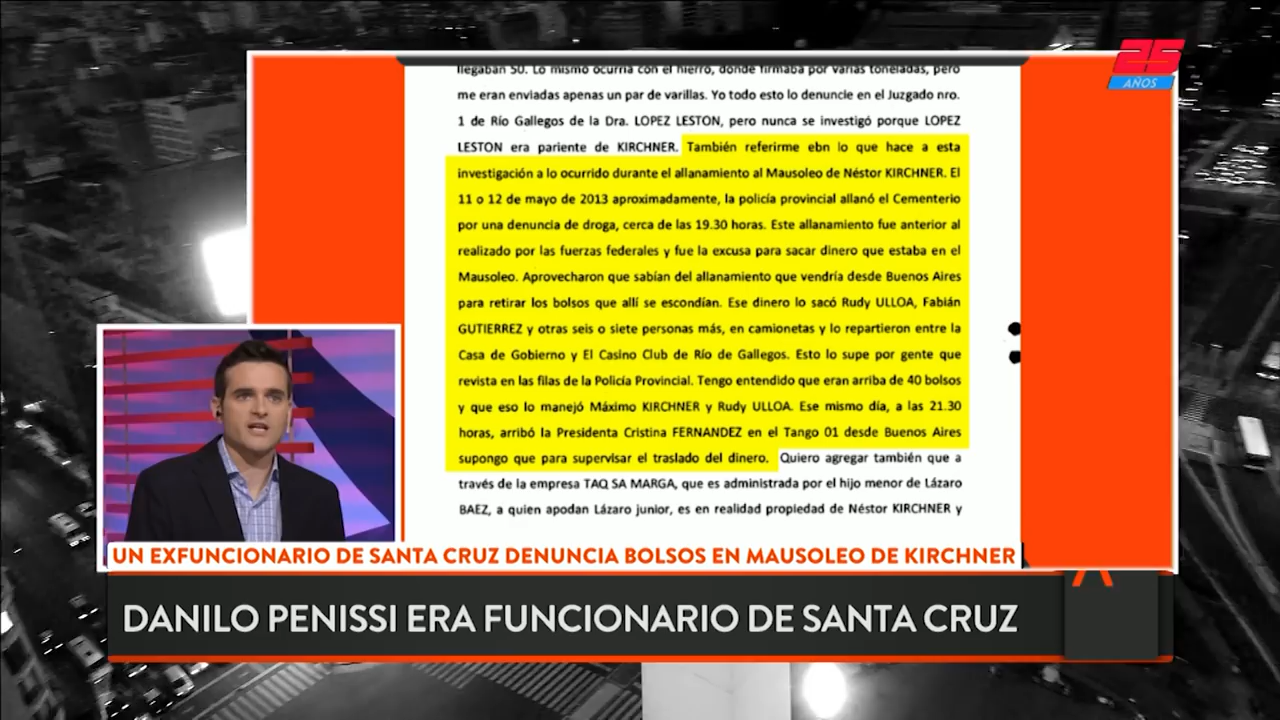 25
AÑOS
llegaban 50. Lo mismo ocurría con el hierro, donde firmaba por varias toneladas, pero
me eran enviadas apenas un par de varillas. Yo todo esto lo denuncie en el Juzgado nro.
1 de Río Gallegos de la Dra. LOPEZ LESTON, pero nunca se investigó porque LOPEZ
LESTON era pariente de KIRCHNER. También referirme ebn lo que hace a esta
investigación a lo ocurrido durante el allanamiento al Mausoleo de Néstor KIRCHNER. El
11 o 12 de mayo de 2013 aproximadamente, la policía provincial allanó el Cementerio
por una denuncia de droga, cerca de las 19.30 horas. Este allanamiento fue anterior al
realizado por las fuerzas federales y fue la excusa para sacar dinero que estaba en el
Mausoleo. Aprovecharon que sabían del allanamiento que vendría desde Buenos Aires
para retirar los bolsos que allí se escondían. Ese dinero lo sacó Rudy ULLOA, Fabián
GUTIERREZ y otras seis o siete personas más, en camionetas y lo repartieron entre la
Casa de Gobierno y El Casino Club de Río de Gallegos. Esto lo supe por gente que
revista en las filas de la Policía Provincial. Tengo entendido que eran arriba de 40 bolsos
y que eso lo manejó Máximo KIRCHNER y Rudy ULLOA. Ese mismo día, a las 21.30
horas, arribó la Presidenta Cristina FERNANDEZ en el Tango 01 desde Buenos Aires
supongo que para supervisar el traslado del dinero. Quiero agregar también que a
través de la empresa TAQ SA MARGA, que es administrada por el hijo menor de Lázaro
BAEZ, a quien apodan Lázaro junior, es en realidad propiedad de Néstor KIRCHNER y
UN EXFUNCIONARIO DE SANTA CRUZ DENUNCIA BOLSOS EN MAUSOLEO DE KIRCHNER
DANILO PENISSI ERA FUNCIONARIO DE SANTA CRUZ